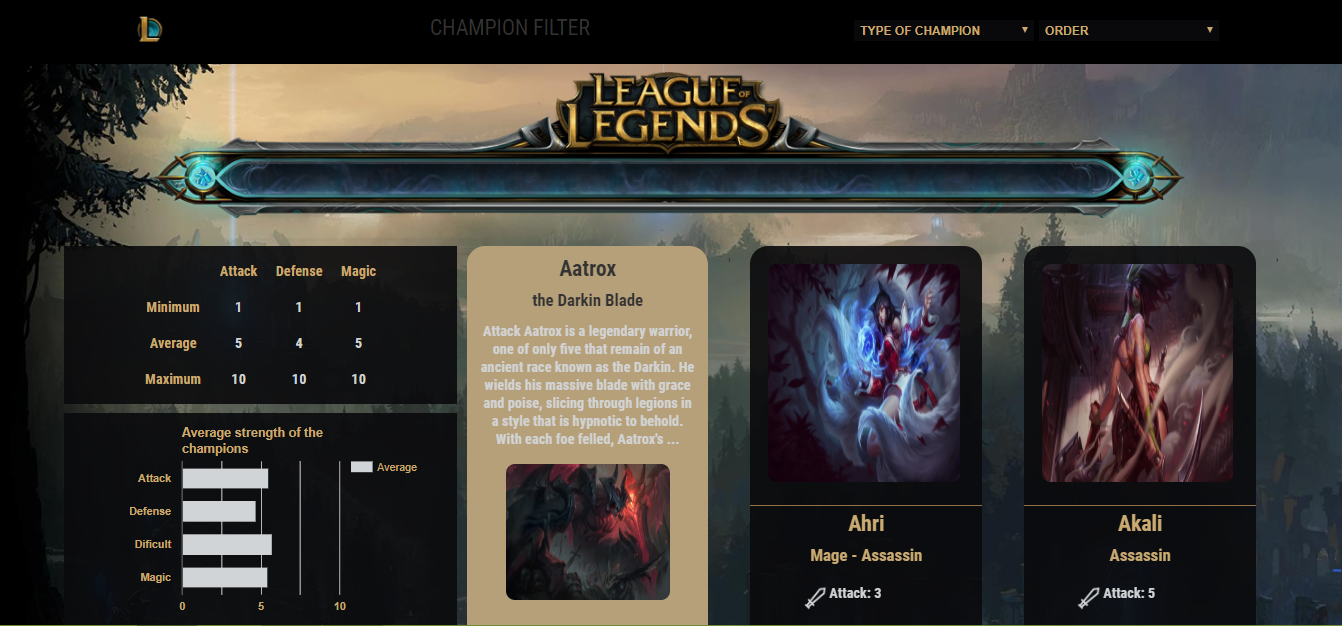 CHAMPION FILTER
TYPE OF CHAMPION
ORDER
LEAGUE OF
LEGENDS
Attack Defense Magic
Minimum 1 1 1
Average 5 4 5
Maximum 10 10 10
Average strength of the
champions
Average
Attack
Defense
Dificult
Magic
0 5 10
Aatrox
the Darkin Blade
Attack Aatrox is a legendary warrior,
one of only five that remain of an
ancient race known as the Darkin. He
wields his massive blade with grace
and poise, slicing through legions in
a style that is hypnotic to behold.
With each foe felled, Aatrox's ...
Ahri
Mage - Assassin
Attack: 3
Akali
Assassin
Attack: 5